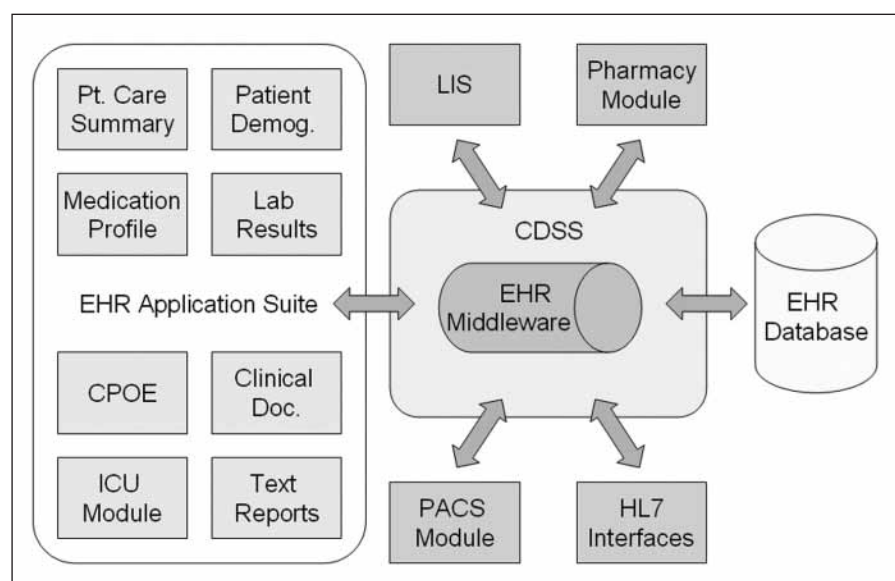 Pt. Care
Summary
Patient
Demog.
Medication
Profile
Lab
Results
EHR Application Suite
CPOE
Clinical
Doc.
ICU
Module
Text
Reports
LIS
Pharmacy
Module
CDSS
EHR
Middleware
EHR
Database
PACS
Module
HL7
Interfaces